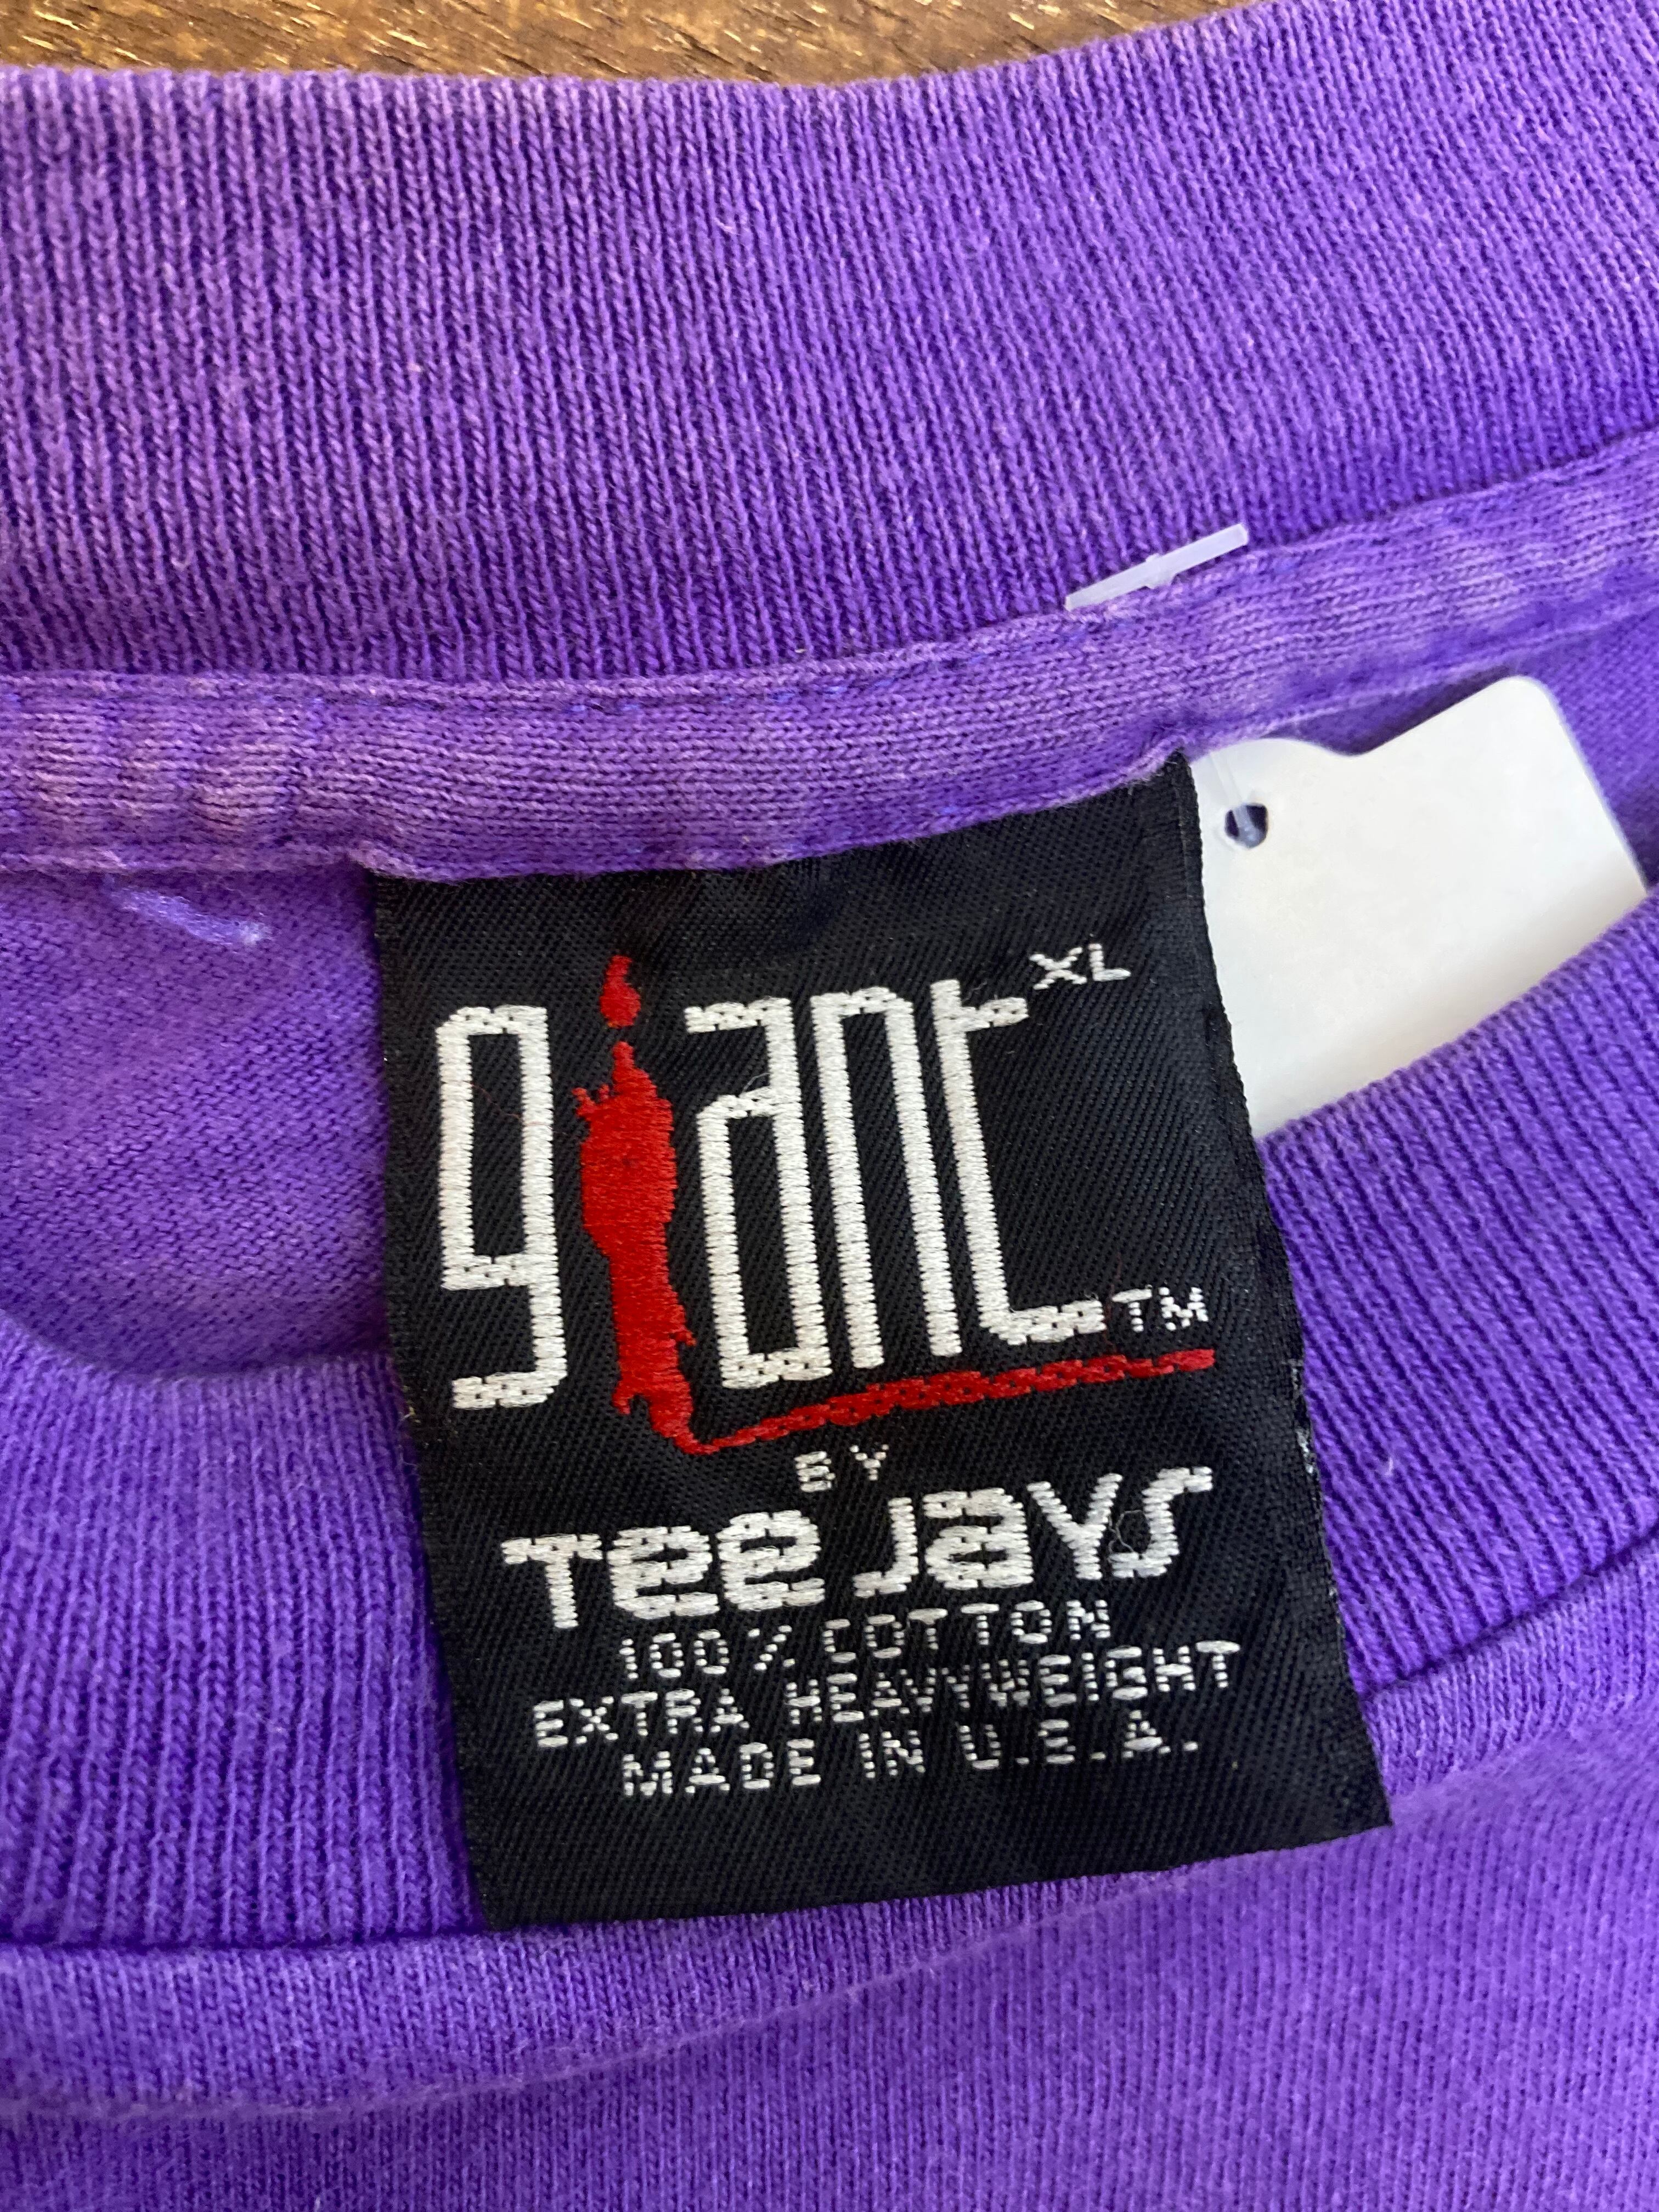 giant XL
TM
BY
Tee Jays
100% COTTON
EXTRA HEAVYWEIGHT
MADE IN U.S.A.